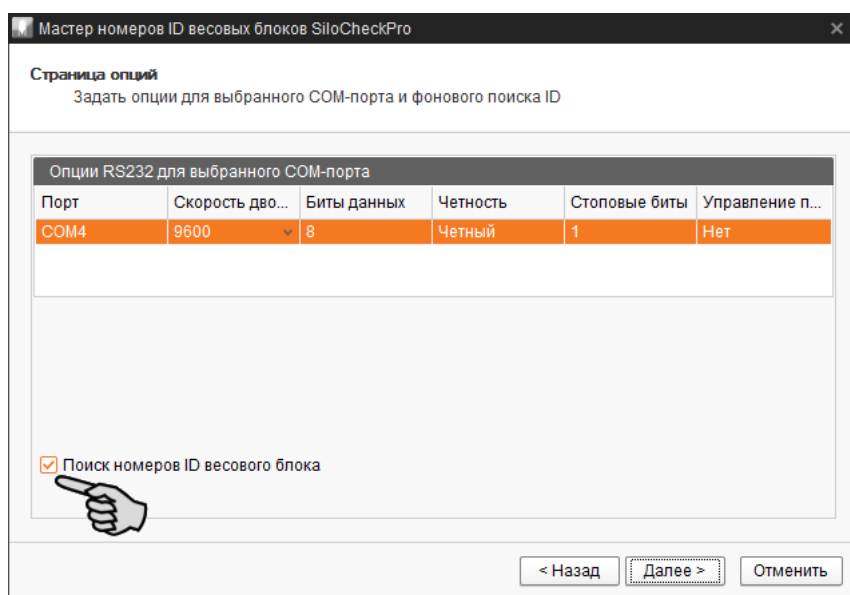 Мастер номеров ID весовых блоков SiloCheckPro
Страница опций
Задать опции для выбранного COM-порта и фонового поиска ID
Опции RS232 для выбранного COM-порта
Порт Скорость дво... Биты данных Четность Стоповые биты Управление п...
COM4 9600 8 Четный 1 Нет
Поиск номеров ID весового блока
< Назад Далее > Отменить